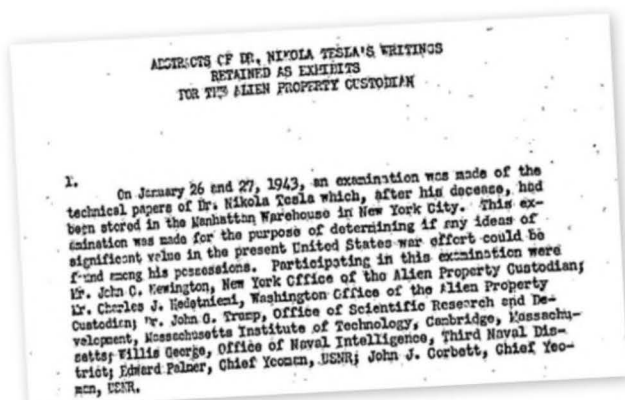 ABSTRACTS OF DR. NIKOLA TESLA'S WRITINGS
RETAINED AS EXHIBITS
FOR THE ALIEN PROPERTY CUSTODIAN
1.
On January 26 and 27, 1943, an examination was made of the
technical papers of Dr. Nikola Tesla which, after his decease, had
been stored in the Manhattan Warehouse in New York City. This ex-
amination was made for the purpose of determining if any ideas of
significant value in the present United States war effort could be
found among his possessions. Participating in this examination were
Mr. John C. Newington, New York Office of the Alien Property Custodian;
Mr. Charles J. Hedetniemi, Washington Office of the Alien Property
Custodian; Dr. John G. Trump, Office of Scientific Research and De-
velopment, Massachusetts Institute of Technology, Cambridge, Massachu-
setts; Willis George, Office of Naval Intelligence, Third Naval Dis-
trict; Edward Palmer, Chief Yeoman, USNR; John J. Corbett, Chief Yeo-
man, USNR.